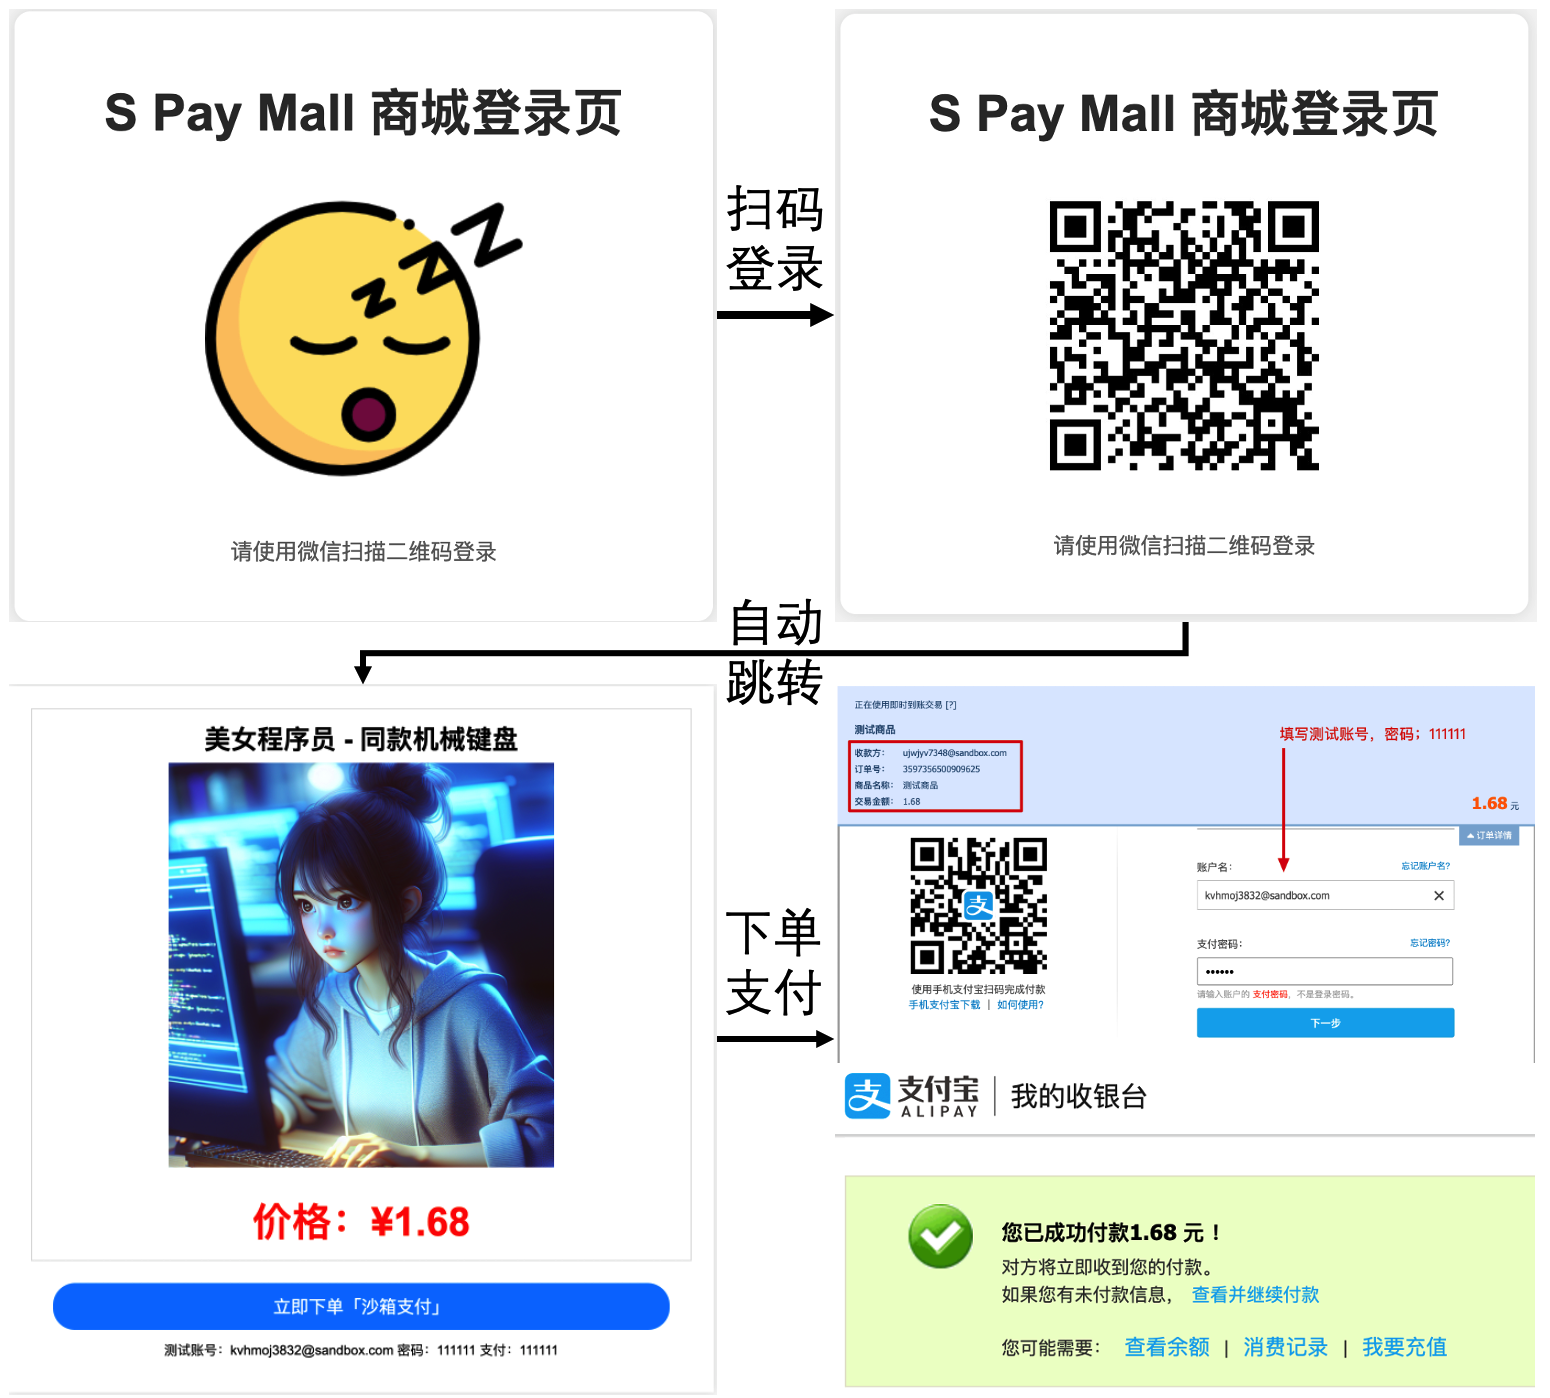 S Pay Mall 商城登录页
请使用微信扫描二维码登录
扫码
登录
S Pay Mall 商城登录页
请使用微信扫描二维码登录
自动
跳转
美女程序员 - 同款机械键盘
价格：¥1.68
立即下单「沙箱支付」
测试账号：kvhmoj3832@sandbox.com 密码：111111 支付：111111
下单
支付
正在使用即时到账交易 [?]
测试商品
收款方： ujwjyv7348@sandbox.com
订单号： 3597356500909625
商品名称： 测试商品
交易金额： 1.68
填写测试账号，密码；111111
1.68 元
订单详情
支
使用手机支付宝扫码完成付款
手机支付宝下载 | 如何使用?
账户名： 忘记账户名?
kvhmoj3832@sandbox.com
支付密码： 忘记密码?
••••••
请输入账户的 支付密码，不是登录密码。
下一步
支 支付宝 | 我的收银台
ALIPAY
您已成功付款1.68 元！
对方将立即收到您的付款。
如果您有未付款信息， 查看并继续付款
您可能需要： 查看余额 | 消费记录 | 我要充值